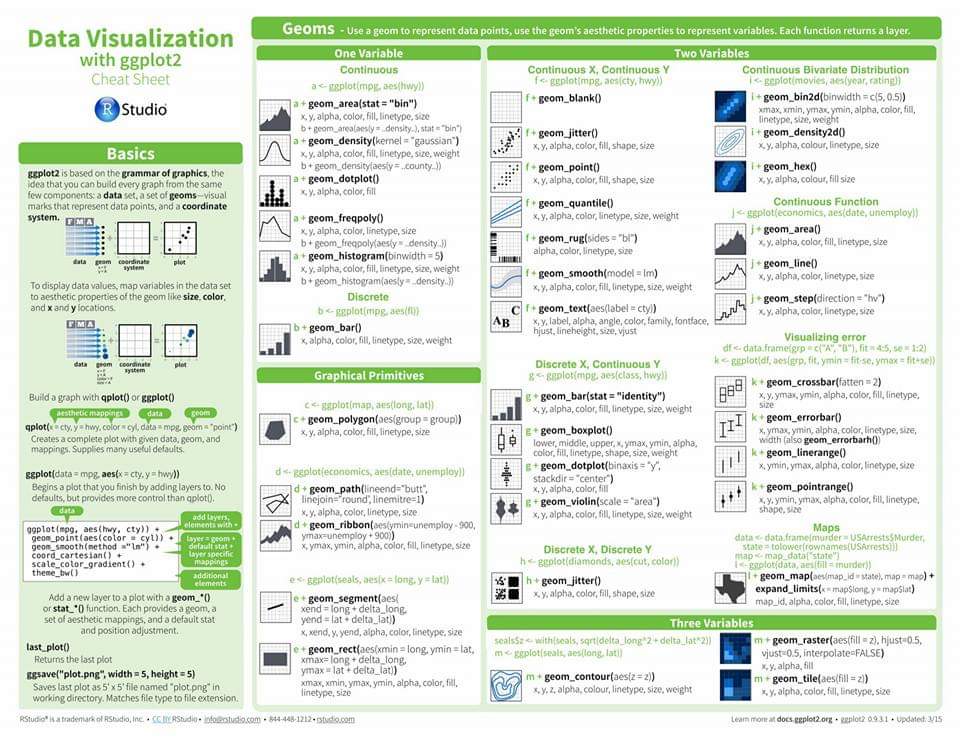 Data Visualization
with ggplot2
Cheat Sheet
R Studio
Basics
ggplot2 is based on the grammar of graphics, the
idea that you can build every graph from the same
few components: a data set, a set of geoms—visual
marks that represent data points, and a coordinate
system.
F M A
+ =
data geom coordinate plot
system
To display data values, map variables in the data set
to aesthetic properties of the geom like size, color,
and x and y locations.
F M A
+ =
data geom coordinate plot
system
Build a graph with qplot() or ggplot()
aesthetic mappings data geom
qplot(x = cty, y = hwy, color = cyl, data = mpg, geom = "point")
Creates a complete plot with given data, geom, and
mappings. Supplies many useful defaults.
ggplot(data = mpg, aes(x = cty, y = hwy))
Begins a plot that you finish by adding layers to. No
defaults, but provides more control than qplot().
data
ggplot(mpg, aes(hwy, cty)) +
geom_point(aes(color = cyl)) +
geom_smooth(method ="lm") +
coord_cartesian() +
scale_color_gradient() +
theme_bw()
add layers,
elements with +
layer = geom +
default stat +
layer specific
mappings
additional
elements
Add a new layer to a plot with a geom_*()
or stat_*() function. Each provides a geom, a
set of aesthetic mappings, and a default stat
and position adjustment.
last_plot()
Returns the last plot
ggsave("plot.png", width = 5, height = 5)
Saves last plot as 5' x 5' file named "plot.png" in
working directory. Matches file type to file extension.
Geoms - Use a geom to represent data points, use the geom's aesthetic properties to represent variables. Each function returns a layer.
One Variable
Continuous
a <- ggplot(mpg, aes(hwy))
a + geom_area(stat = "bin")
x, y, alpha, color, fill, linetype, size
b + geom_area(aes(y = ..density..), stat = "bin")
a + geom_density(kernel = "gaussian")
x, y, alpha, color, fill, linetype, size, weight
b + geom_density(aes(y = ..county..))
a + geom_dotplot()
x, y, alpha, color, fill
a + geom_freqpoly()
x, y, alpha, color, linetype, size
b + geom_freqpoly(aes(y = ..density..))
a + geom_histogram(binwidth = 5)
x, y, alpha, color, fill, linetype, size, weight
b + geom_histogram(aes(y = ..density..))
Discrete
b <- ggplot(mpg, aes(fl))
b + geom_bar()
x, alpha, color, fill, linetype, size, weight
Graphical Primitives
c <- ggplot(map, aes(long, lat))
c + geom_polygon(aes(group = group))
x, y, alpha, color, fill, linetype, size
d <- ggplot(economics, aes(date, unemploy))
d + geom_path(lineend="butt",
linejoin="round', linemitre=1)
x, y, alpha, color, linetype, size
d + geom_ribbon(aes(ymin=unemploy - 900,
ymax=unemploy + 900))
x, ymax, ymin, alpha, color, fill, linetype, size
e <- ggplot(seals, aes(x = long, y = lat))
e + geom_segment(aes(
xend = long + delta_long,
yend = lat + delta_lat))
x, xend, y, yend, alpha, color, linetype, size
e + geom_rect(aes(xmin = long, ymin = lat,
xmax= long + delta_long,
ymax = lat + delta_lat))
xmax, xmin, ymax, ymin, alpha, color, fill,
linetype, size
Two Variables
Continuous X, Continuous Y
f <- ggplot(mpg, aes(cty, hwy))
f + geom_blank()
f + geom_jitter()
x, y, alpha, color, fill, shape, size
f + geom_point()
x, y, alpha, color, fill, shape, size
f + geom_quantile()
x, y, alpha, color, linetype, size, weight
f + geom_rug(sides = "bl")
alpha, color, linetype, size
f + geom_smooth(model = lm)
x, y, alpha, color, fill, linetype, size, weight
A B C
f + geom_text(aes(label = cty))
x, y, label, alpha, angle, color, family, fontface,
hjust, lineheight, size, vjust
Discrete X, Continuous Y
g <- ggplot(mpg, aes(class, hwy))
g + geom_bar(stat = "identity")
x, y, alpha, color, fill, linetype, size, weight
g + geom_boxplot()
lower, middle, upper, x, ymax, ymin, alpha,
color, fill, linetype, shape, size, weight
g + geom_dotplot(binaxis = "y",
stackdir = "center")
x, y, alpha, color, fill
g + geom_violin(scale = "area")
x, y, alpha, color, fill, linetype, size, weight
Discrete X, Discrete Y
h <- ggplot(diamonds, aes(cut, color))
h + geom_jitter()
x, y, alpha, color, fill, shape, size
Continuous Bivariate Distribution
i <- ggplot(movies, aes(year, rating))
i + geom_bin2d(binwidth = c(5, 0.5))
xmax, xmin, ymax, ymin, alpha, color, fill,
linetype, size, weight
i + geom_density2d()
x, y, alpha, colour, linetype, size
i + geom_hex()
x, y, alpha, colour, fill size
Continuous Function
j <- ggplot(economics, aes(date, unemploy))
j + geom_area()
x, y, alpha, color, fill, linetype, size
j + geom_line()
x, y, alpha, color, linetype, size
j + geom_step(direction = "hv")
x, y, alpha, color, linetype, size
Visualizing error
df <- data.frame(grp = c("A", "B"), fit = 4:5, se = 1:2)
k <- ggplot(df, aes(grp, fit, ymin = fit-se, ymax = fit+se))
k + geom_crossbar(fatten = 2)
x, y, ymax, ymin, alpha, color, fill, linetype,
size
k + geom_errorbar()
x, ymax, ymin, alpha, color, linetype, size,
width (also geom_errorbarh())
k + geom_linerange()
x, ymin, ymax, alpha, color, linetype, size
k + geom_pointrange()
x, y, ymin, ymax, alpha, color, fill, linetype,
shape, size
Maps
data <- data.frame(murder = USArrests$Murder,
state = tolower(rownames(USArrests)))
map <- map_data("state")
l <- ggplot(data, aes(fill = murder))
l + geom_map(aes(map_id = state), map = map) +
expand_limits(x = map$long, y = map$lat)
map_id, alpha, color, fill, linetype, size
Three Variables
seals$z <- with(seals, sqrt(delta_long^2 + delta_lat^2))
m <- ggplot(seals, aes(long, lat))
m + geom_contour(aes(z = z))
x, y, z, alpha, colour, linetype, size, weight
m + geom_raster(aes(fill = z), hjust=0.5,
vjust=0.5, interpolate=FALSE)
x, y, alpha, fill
m + geom_tile(aes(fill = z))
x, y, alpha, color, fill, linetype, size
RStudio® is a trademark of RStudio, Inc. • CC BY RStudio • info@rstudio.com • 844-448-1212 • rstudio.com
Learn more at docs.ggplot2.org • ggplot2 0.9.3.1 • Updated: 3/15